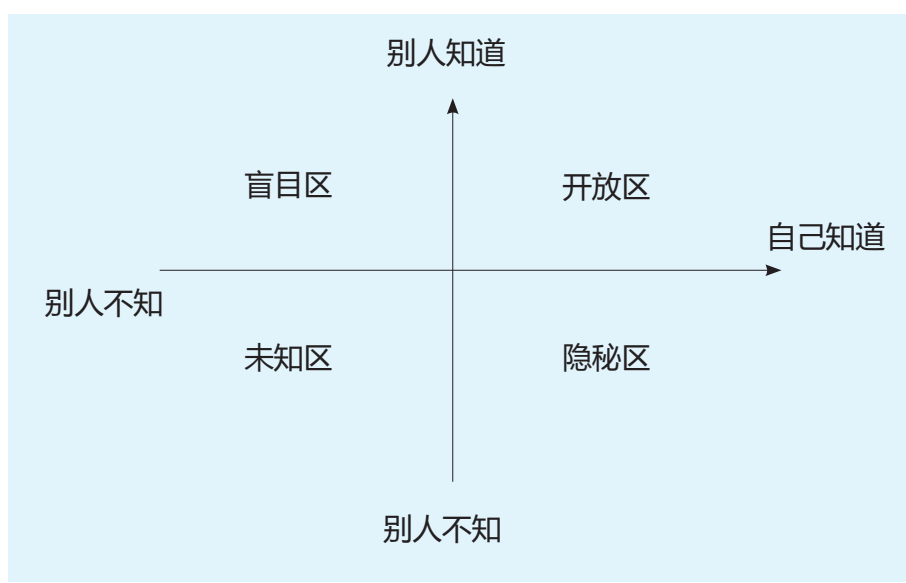 别人知道
盲目区
开放区
自己知道
别人不知
未知区
隐秘区
别人不知